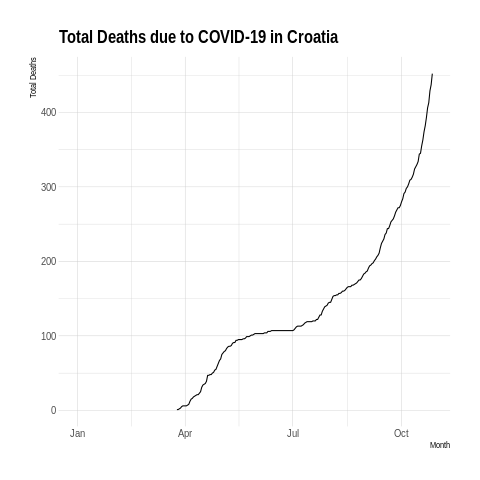 Total Deaths due to COVID-19 in Croatia
Total Deaths
400
300
200
100
0
Jan Apr Jul Oct
Month